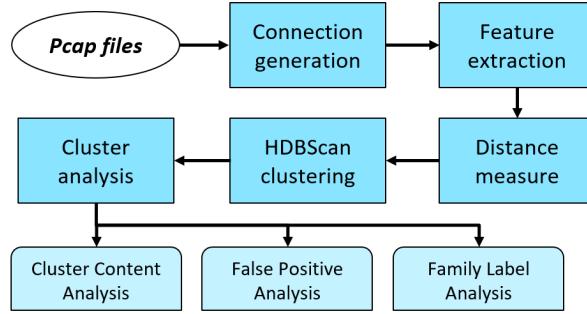 Pcap files
Connection
generation
Feature
extraction
Cluster
analysis
HDBScan
clustering
Distance
measure
Cluster Content
Analysis
False Positive
Analysis
Family Label
Analysis